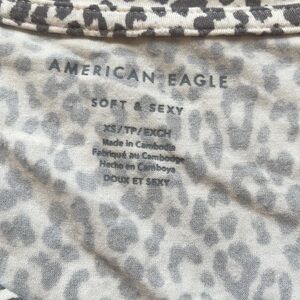 AMERICAN EAGLE
SOFT & SEXY
XS/TP/EXCH
Made in Cambodia
Fabriqué au Cambodge
Hecho en Camboya
DOUX ET SEXY